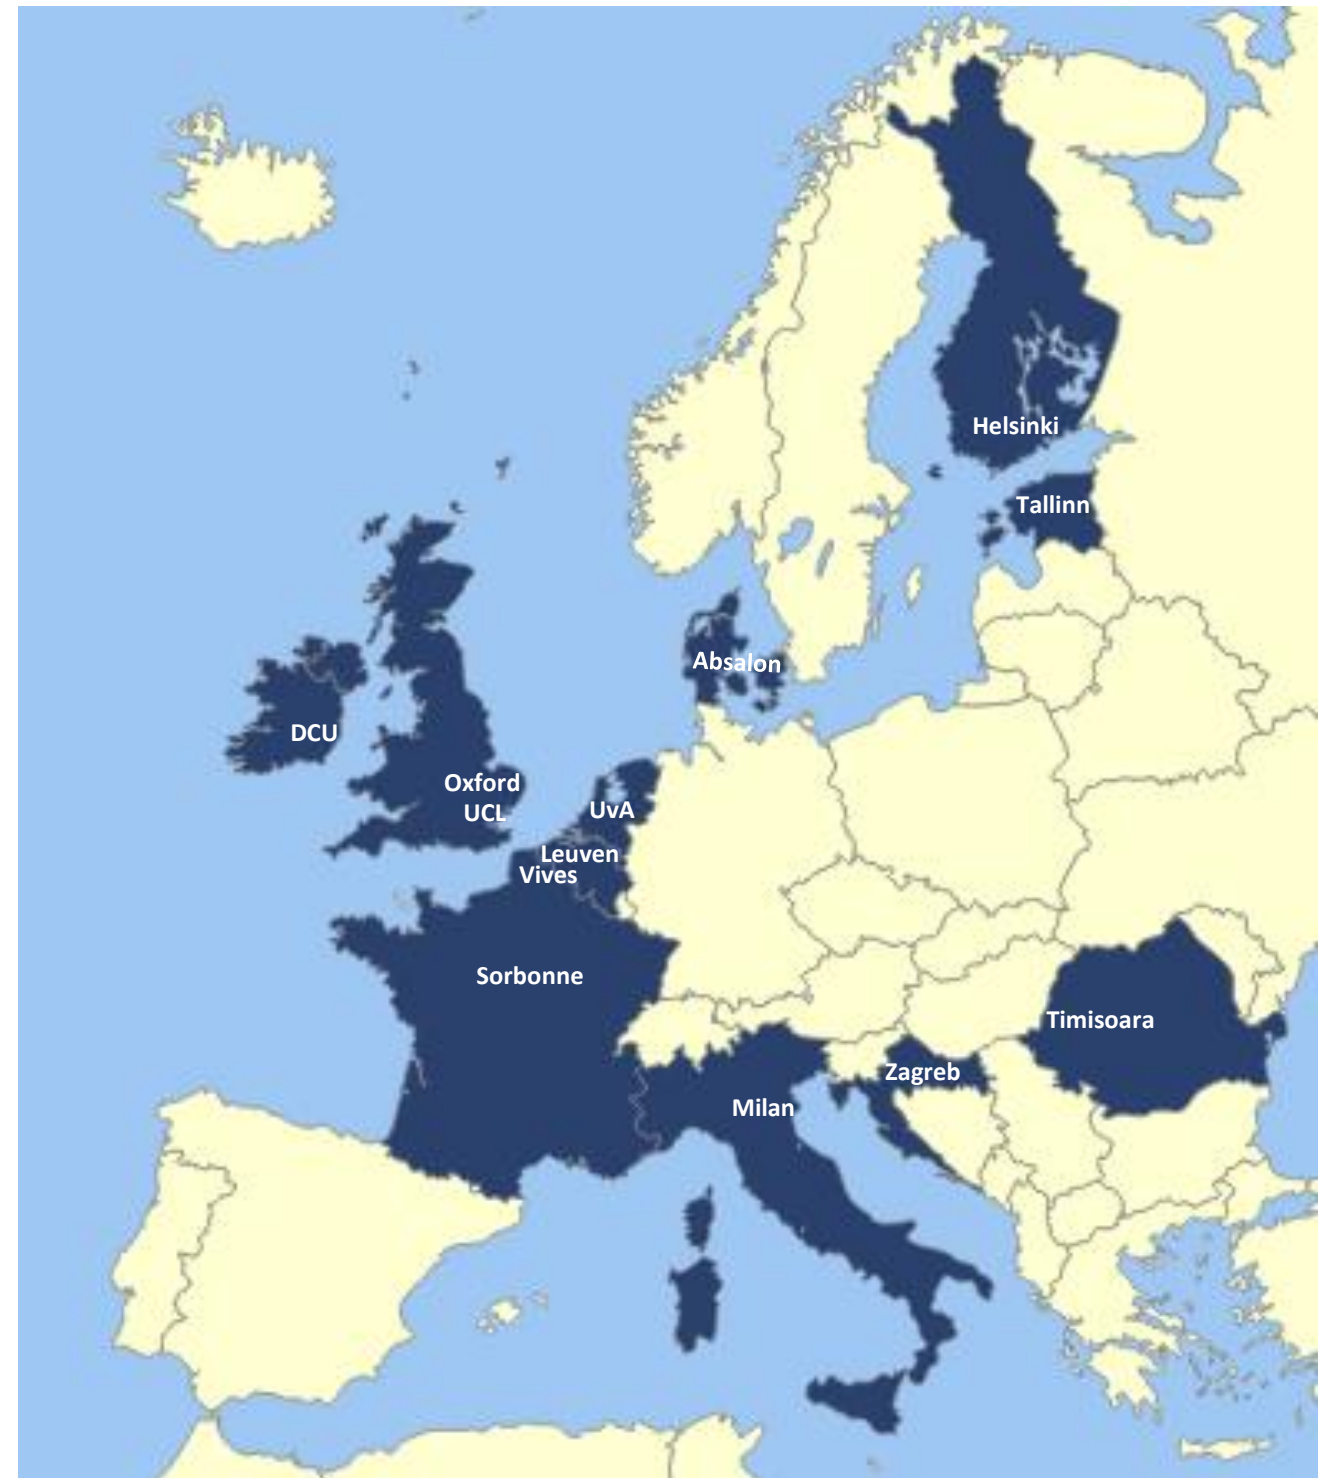 Helsinki
Tallinn
Absalon
DCU
Oxford
UCL
UvA
Leuven
Vives
Sorbonne
Timisoara
Zagreb
Milan